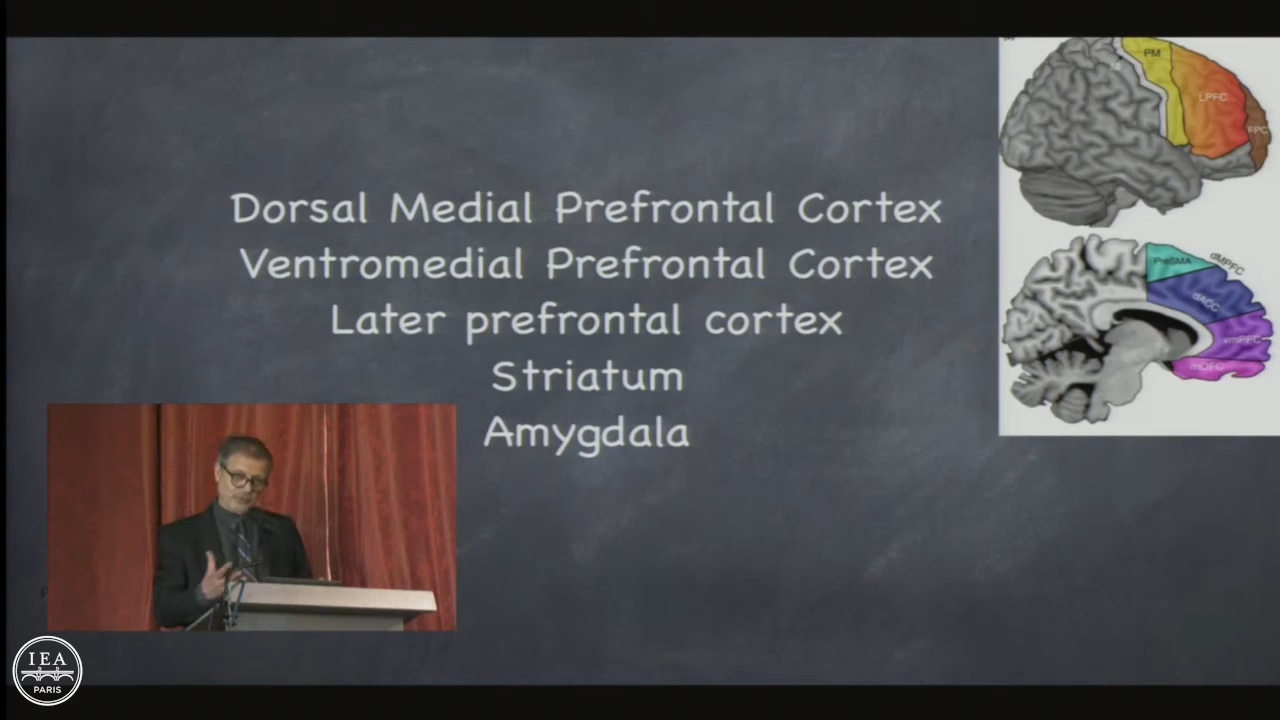 Dorsal Medial Prefrontal Cortex
Ventromedial Prefrontal Cortex
Later prefrontal cortex
Striatum
Amygdala
PM
LPFC
FPC
PreSMA
dMPFC
dACC
vmPFC
mOFC
IEA
PARIS